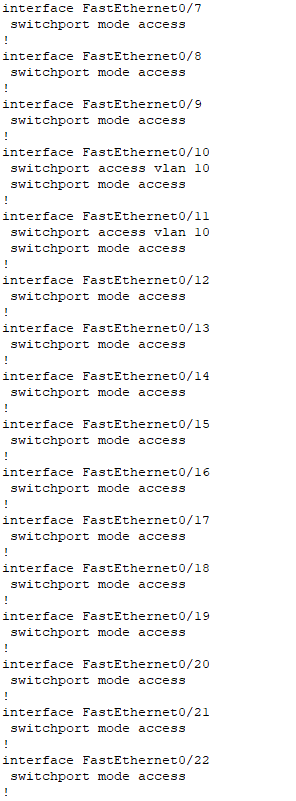 interface FastEthernet0/7
 switchport mode access
!
interface FastEthernet0/8
 switchport mode access
!
interface FastEthernet0/9
 switchport mode access
!
interface FastEthernet0/10
 switchport access vlan 10
 switchport mode access
!
interface FastEthernet0/11
 switchport access vlan 10
 switchport mode access
!
interface FastEthernet0/12
 switchport mode access
!
interface FastEthernet0/13
 switchport mode access
!
interface FastEthernet0/14
 switchport mode access
!
interface FastEthernet0/15
 switchport mode access
!
interface FastEthernet0/16
 switchport mode access
!
interface FastEthernet0/17
 switchport mode access
!
interface FastEthernet0/18
 switchport mode access
!
interface FastEthernet0/19
 switchport mode access
!
interface FastEthernet0/20
 switchport mode access
!
interface FastEthernet0/21
 switchport mode access
!
interface FastEthernet0/22
 switchport mode access
!